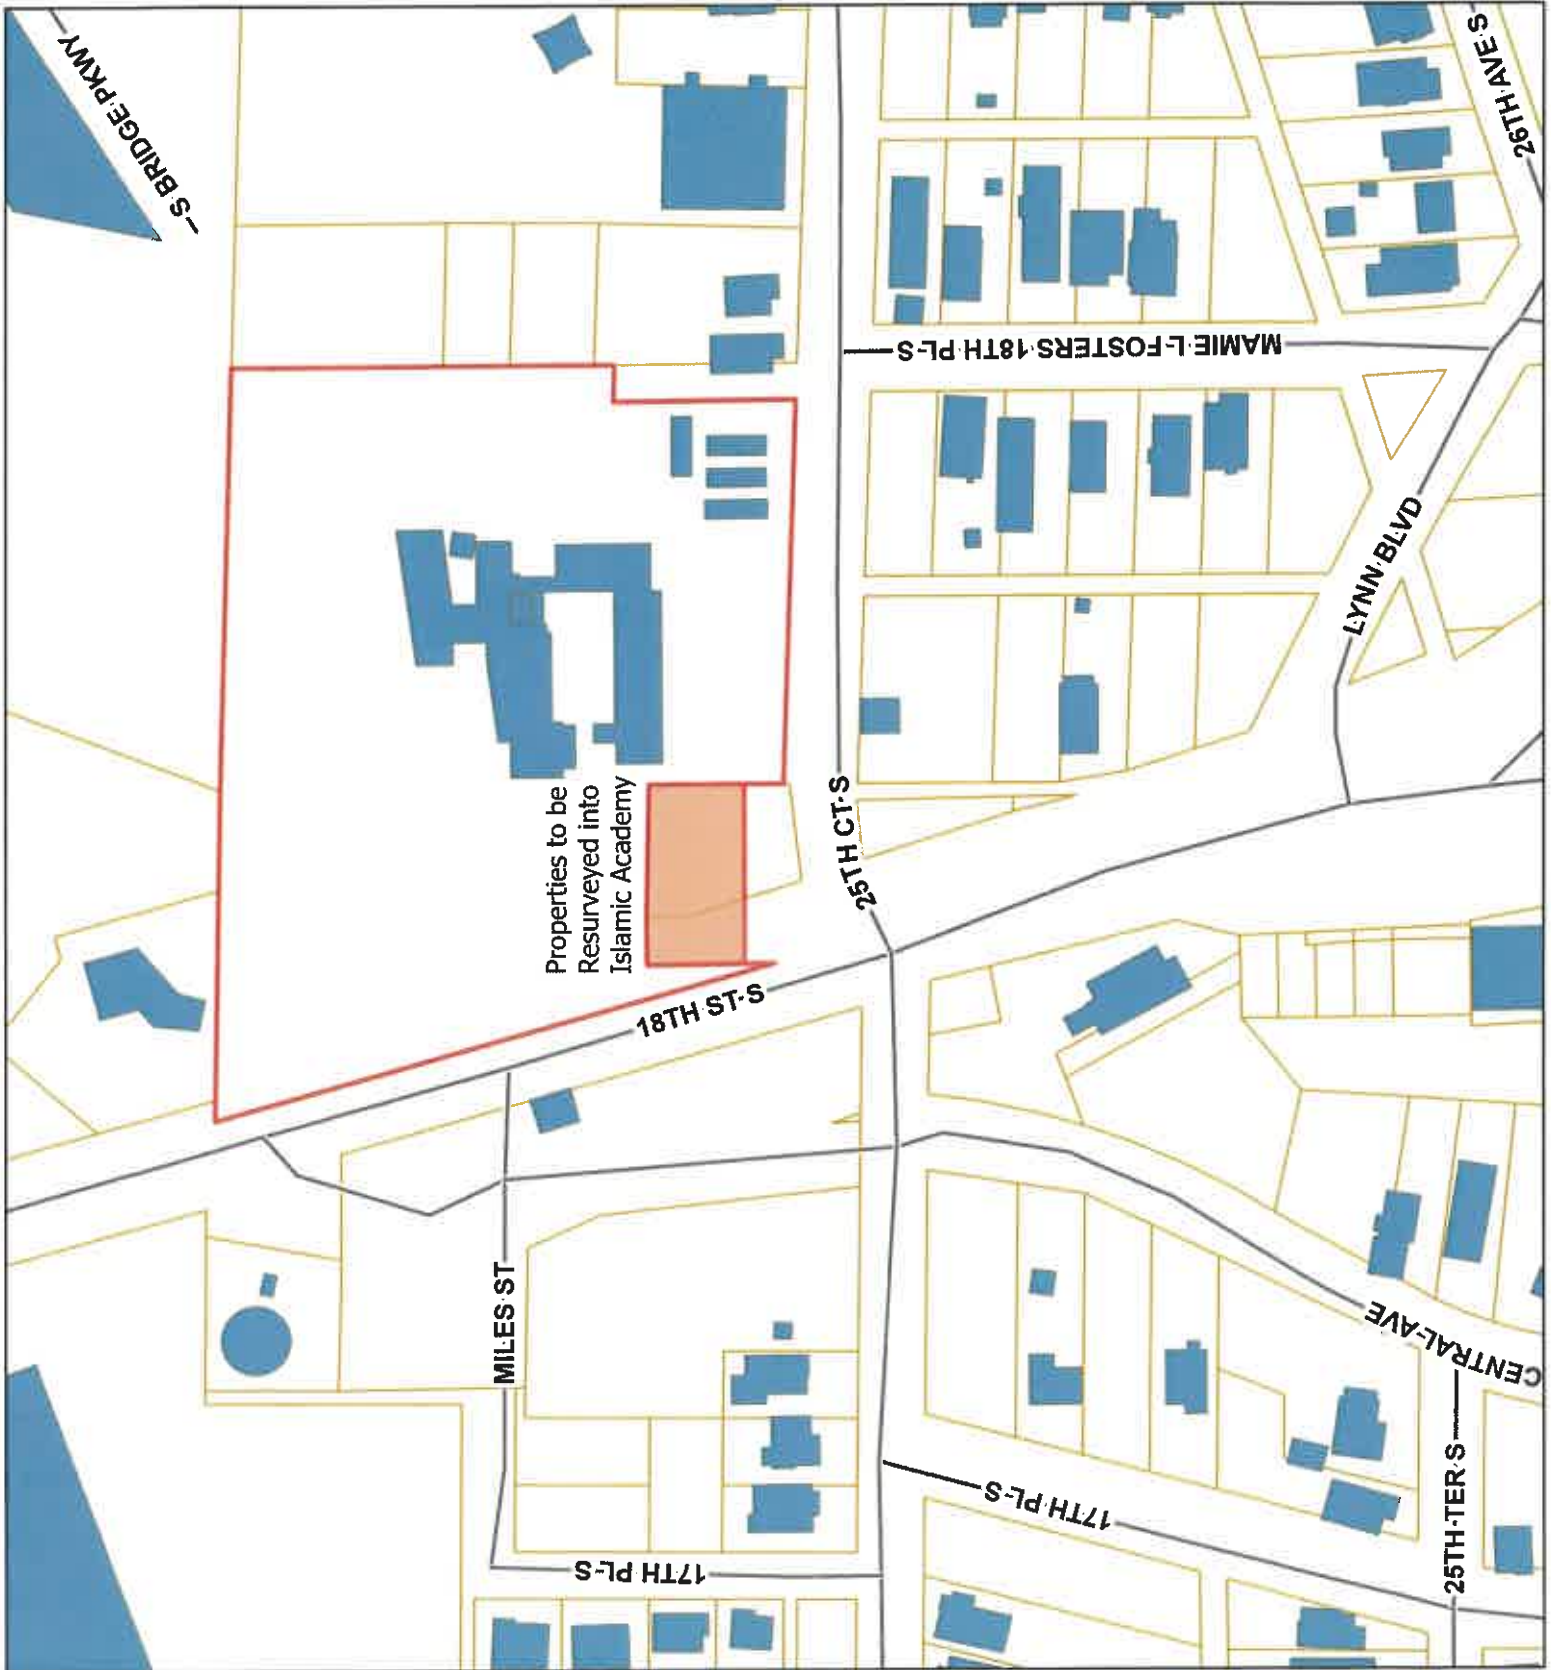 S BRIDGE PKWY
26TH AVE S
MAMIE L FOSTERS 18TH PL S
LYNN BLVD
25TH CT S
Properties to be
Resurveyed into
Islamic Academy
18TH ST S
MILES ST
CENTRAL AVE
17TH PL S
17TH PL S
25TH TER S